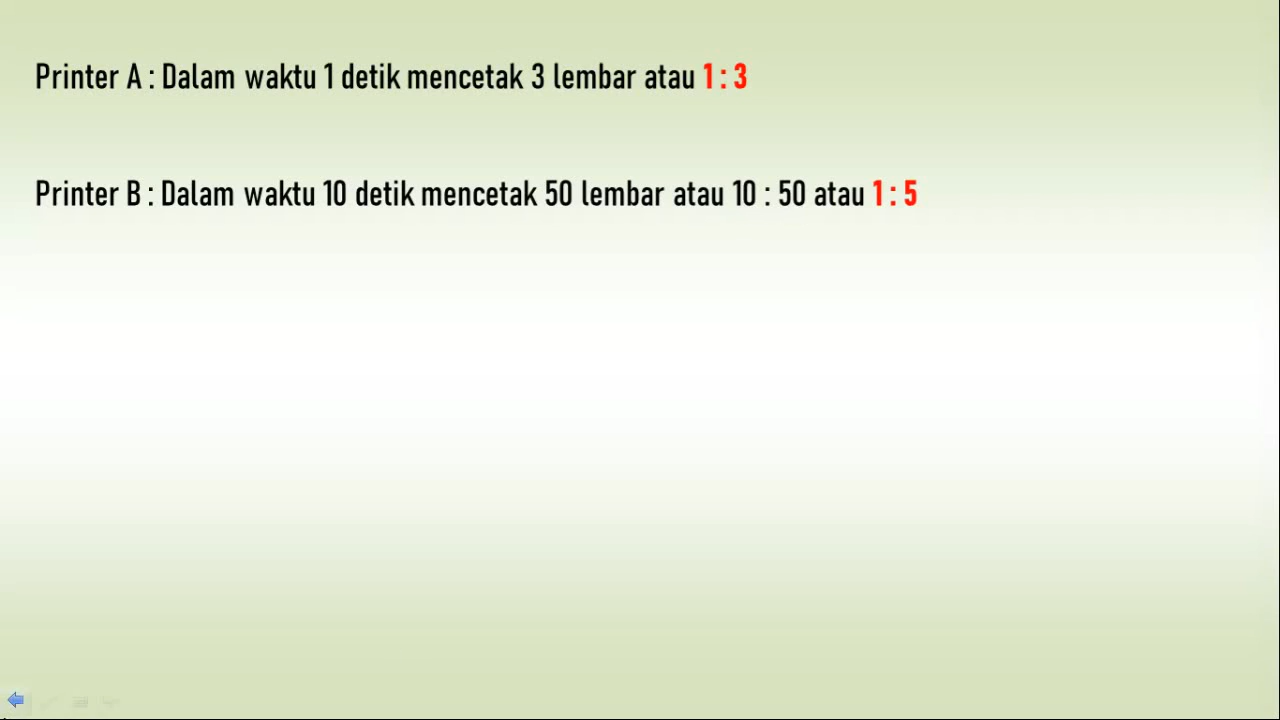 Printer A : Dalam waktu 1 detik mencetak 3 lembar atau 1 : 3
Printer B : Dalam waktu 10 detik mencetak 50 lembar atau 10 : 50 atau 1 : 5